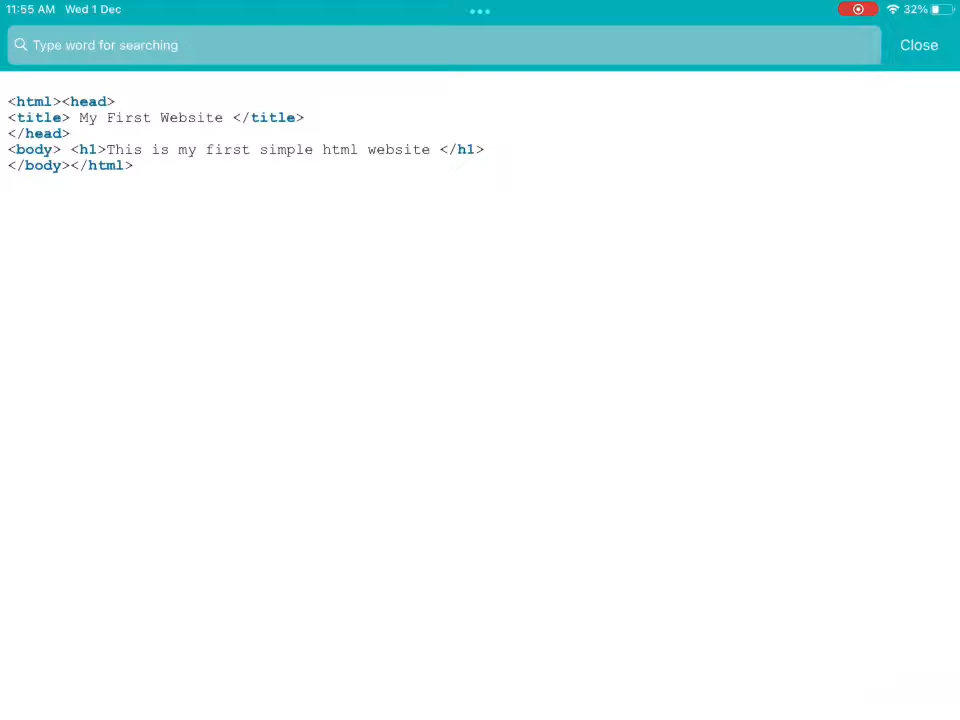 11:55 AM Wed 1 Dec 32%
Type word for searching Close
<html><head>
<title> My First Website </title>
</head>
<body> <h1>This is my first simple html website </h1>
</body></html>